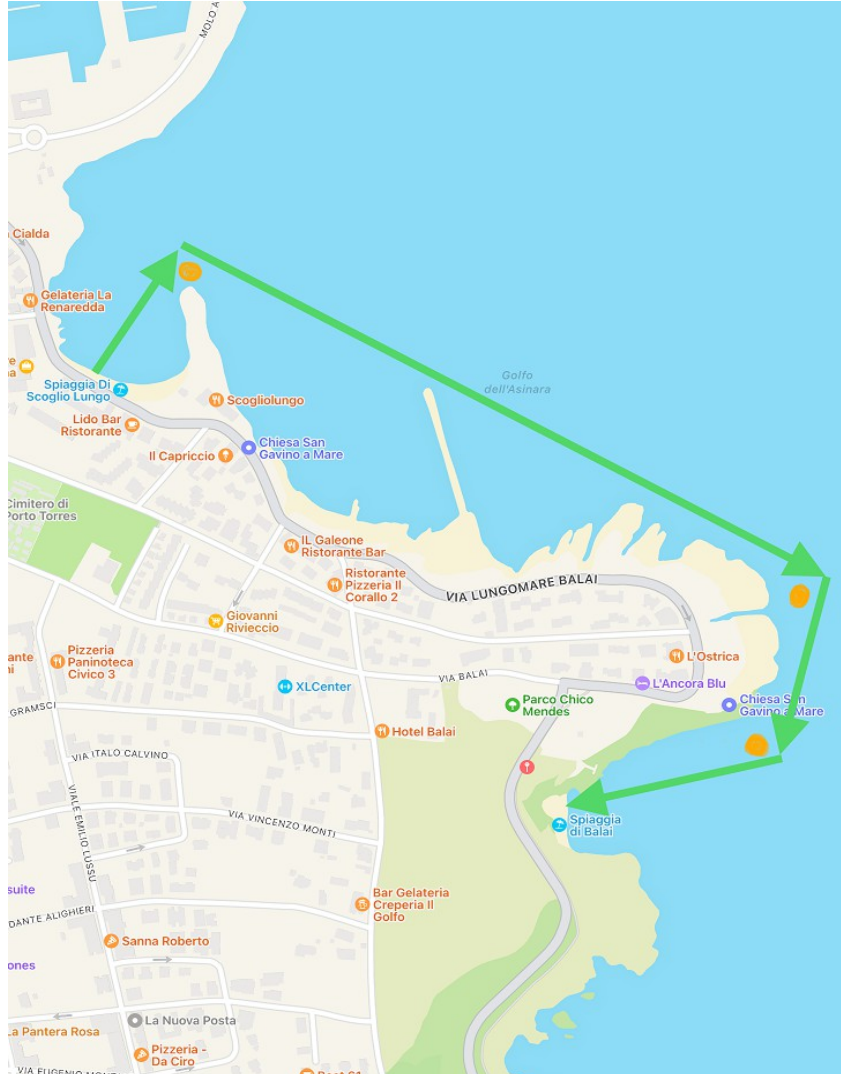 MOLO A
Cialda
Gelateria La
Renaredda
Spiaggia Di
Scoglio Lungo
Lido Bar
Ristorante
Scogliolungo
Il Capriccio
Chiesa San
Gavino a Mare
Golfo
dell'Asinara
Cimitero di
Porto Torres
IL Galeone
Ristorante Bar
Ristorante
Pizzeria Il
Corallo 2
VIA LUNGOMARE BALAI
Giovanni
Rivieccio
Pizzeria
Paninoteca
Civico 3
XLCenter
VIA BALAI
L'Ostrica
L'Ancora Blu
Parco Chico
Mendes
Chiesa San
Gavino a Mare
GRAMSCI
Hotel Balai
VIA ITALO CALVINO
VIALE EMILIO LUSSU
VIA VINCENZO MONTI
Spiaggia
di Balai
suite
DANTE ALIGHIERI
Bar Gelateria
Creperia Il
Golfo
Sanna Roberto
ones
La Pantera Rosa
La Nuova Posta
Pizzeria -
Da Ciro